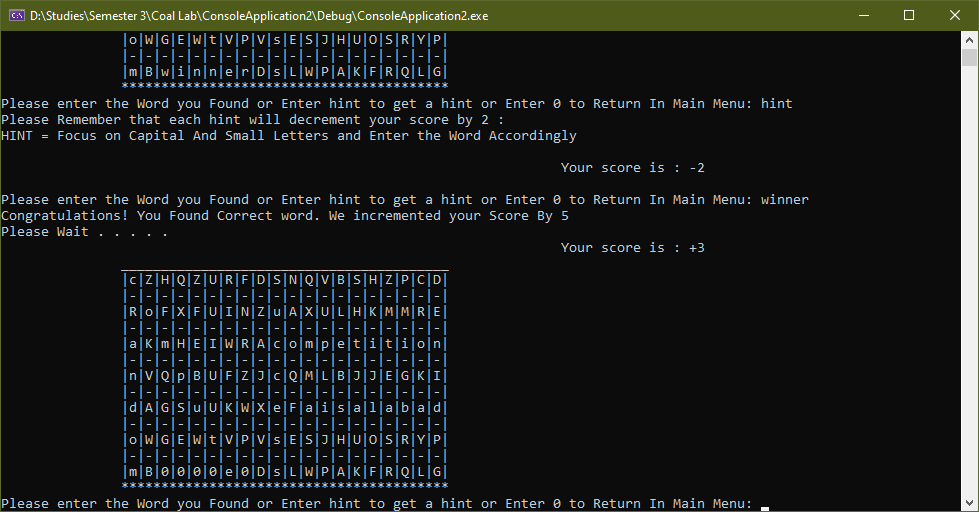 D:\Studies\Semester 3\Coal Lab\ConsoleApplication2\Debug\ConsoleApplication2.exe
|o|W|G|E|W|t|V|P|V|s|E|S|J|H|U|O|S|R|Y|P|
|-|-|-|-|-|-|-|-|-|-|-|-|-|-|-|-|-|-|-|-|
|m|B|w|i|n|n|e|r|D|s|L|W|P|A|K|F|R|Q|L|G|
*****************************************
Please enter the Word you Found or Enter hint to get a hint or Enter 0 to Return In Main Menu: hint
Please Remember that each hint will decrement your score by 2 :
HINT = Focus on Capital And Small Letters and Enter the Word Accordingly
Your score is : -2
Please enter the Word you Found or Enter hint to get a hint or Enter 0 to Return In Main Menu: winner
Congratulations! You Found Correct word. We incremented your Score By 5
Please Wait . . . . .
Your score is : +3
_________________________________________
|c|Z|H|Q|Z|U|R|F|D|S|N|Q|V|B|S|H|Z|P|C|D|
|-|-|-|-|-|-|-|-|-|-|-|-|-|-|-|-|-|-|-|-|
|R|o|F|X|F|U|I|N|Z|u|A|X|U|L|H|K|M|M|R|E|
|-|-|-|-|-|-|-|-|-|-|-|-|-|-|-|-|-|-|-|-|
|a|K|m|H|E|I|W|R|A|c|o|m|p|e|t|i|t|i|o|n|
|-|-|-|-|-|-|-|-|-|-|-|-|-|-|-|-|-|-|-|-|
|n|V|Q|p|B|U|F|Z|J|c|Q|M|L|B|J|J|E|G|K|I|
|-|-|-|-|-|-|-|-|-|-|-|-|-|-|-|-|-|-|-|-|
|d|A|G|S|u|U|K|W|X|e|F|a|i|s|a|l|a|b|a|d|
|-|-|-|-|-|-|-|-|-|-|-|-|-|-|-|-|-|-|-|-|
|o|W|G|E|W|t|V|P|V|s|E|S|J|H|U|O|S|R|Y|P|
|-|-|-|-|-|-|-|-|-|-|-|-|-|-|-|-|-|-|-|-|
|m|B|0|0|0|0|e|0|D|s|L|W|P|A|K|F|R|Q|L|G|
*****************************************
Please enter the Word you Found or Enter hint to get a hint or Enter 0 to Return In Main Menu: